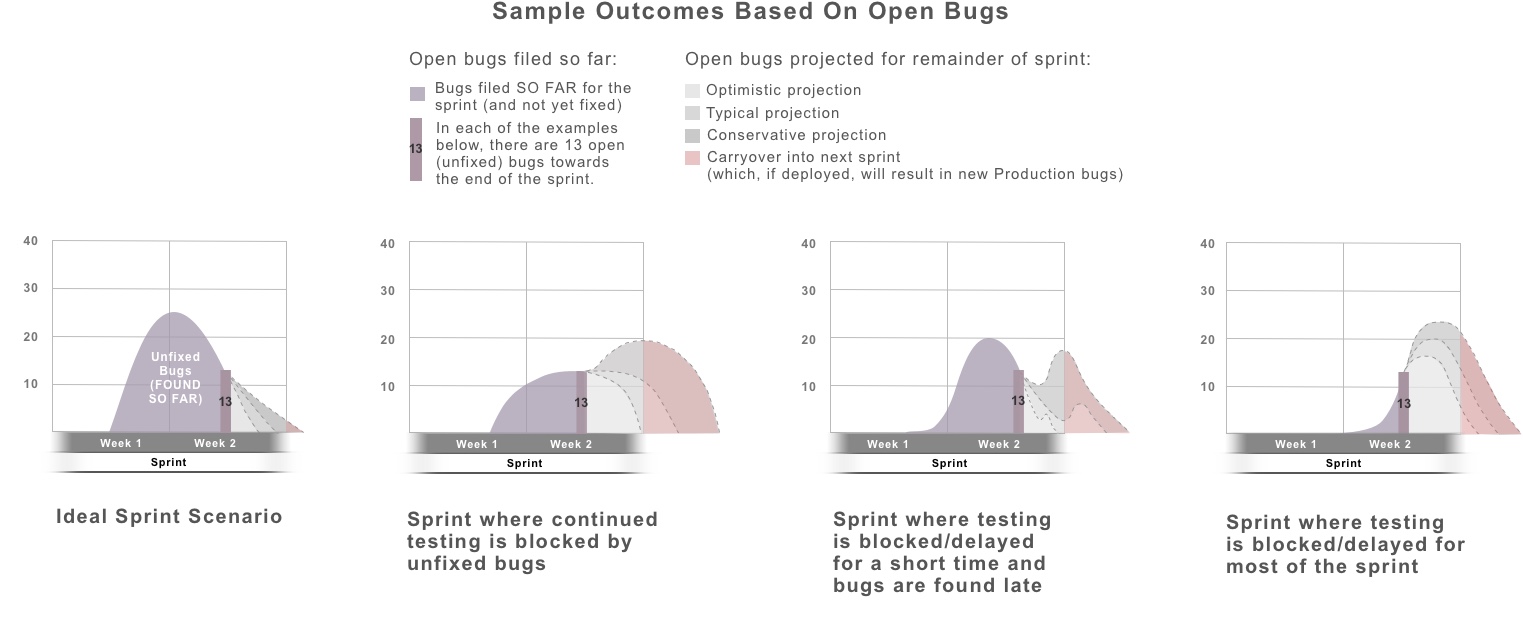 Sample Outcomes Based On Open Bugs
Open bugs filed so far:
Bugs filed SO FAR for the
sprint (and not yet fixed)
13
In each of the examples
below, there are 13 open
(unfixed) bugs towards
the end of the sprint.
Open bugs projected for remainder of sprint:
Optimistic projection
Typical projection
Conservative projection
Carryover into next sprint
(which, if deployed, will result in new Production bugs)
40
30
20
10
Unfixed
Bugs
(FOUND
SO FAR)
13
Week 1 Week 2
Sprint
Ideal Sprint Scenario
40
30
20
10
13
Week 1 Week 2
Sprint
Sprint where continued
testing is blocked by
unfixed bugs
40
30
20
10
13
Week 1 Week 2
Sprint
Sprint where testing
is blocked/delayed
for a short time and
bugs are found late
40
30
20
10
13
Week 1 Week 2
Sprint
Sprint where testing
is blocked/delayed for
most of the sprint